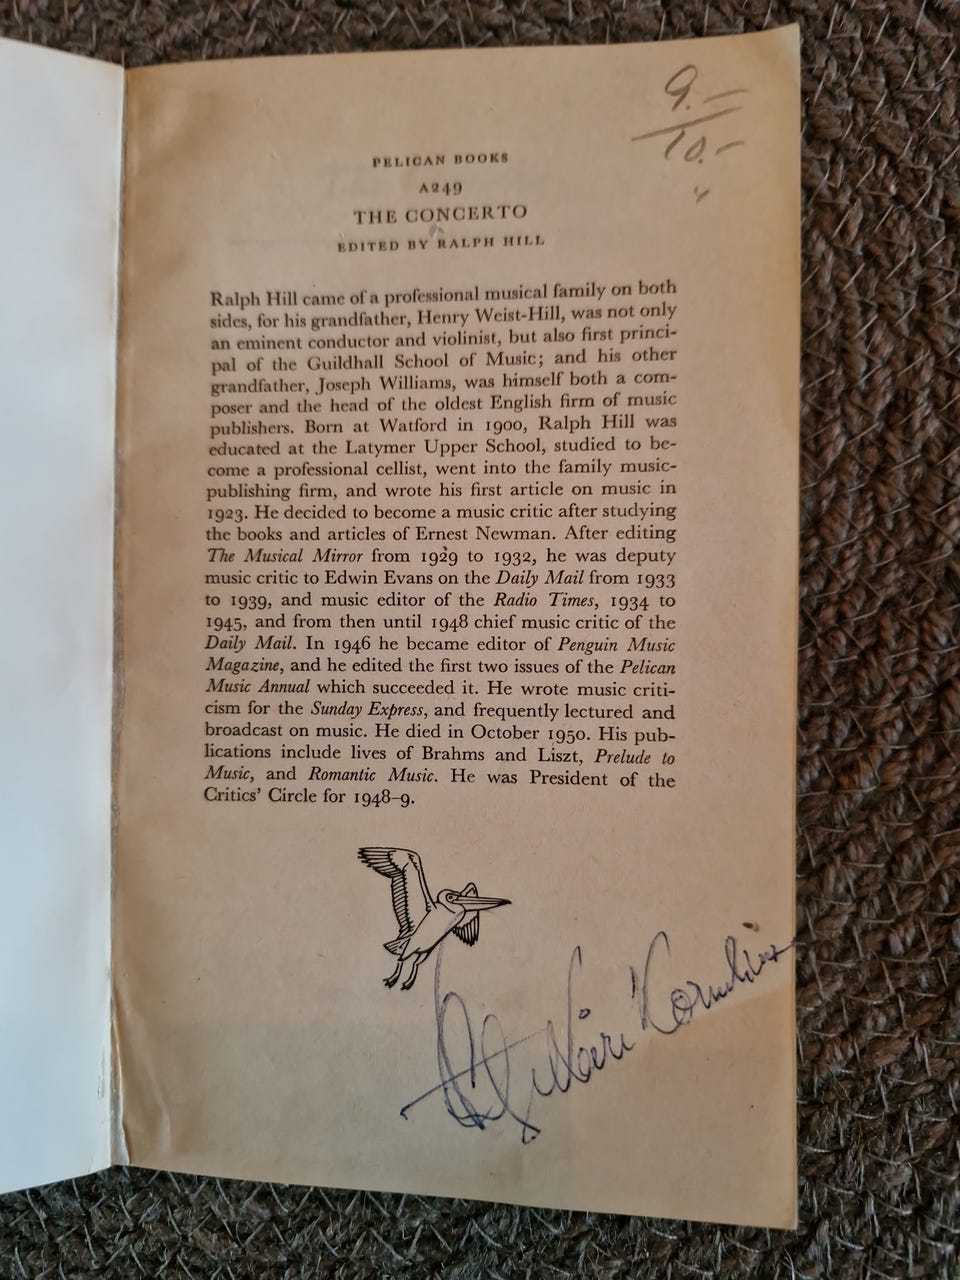 9.–
10.–
PELICAN BOOKS
A249
THE CONCERTO
EDITED BY RALPH HILL
Ralph Hill came of a professional musical family on both
sides, for his grandfather, Henry Weist-Hill, was not only
an eminent conductor and violinist, but also first princi-
pal of the Guildhall School of Music; and his other
grandfather, Joseph Williams, was himself both a com-
poser and the head of the oldest English firm of music
publishers. Born at Watford in 1900, Ralph Hill was
educated at the Latymer Upper School, studied to be-
come a professional cellist, went into the family music-
publishing firm, and wrote his first article on music in
1923. He decided to become a music critic after studying
the books and articles of Ernest Newman. After editing
The Musical Mirror from 1929 to 1932, he was deputy
music critic to Edwin Evans on the Daily Mail from 1933
to 1939, and music editor of the Radio Times, 1934 to
1945, and from then until 1948 chief music critic of the
Daily Mail. In 1946 he became editor of Penguin Music
Magazine, and he edited the first two issues of the Pelican
Music Annual which succeeded it. He wrote music criti-
cism for the Sunday Express, and frequently lectured and
broadcast on music. He died in October 1950. His pub-
lications include lives of Brahms and Liszt, Prelude to
Music, and Romantic Music. He was President of the
Critics' Circle for 1948–9.